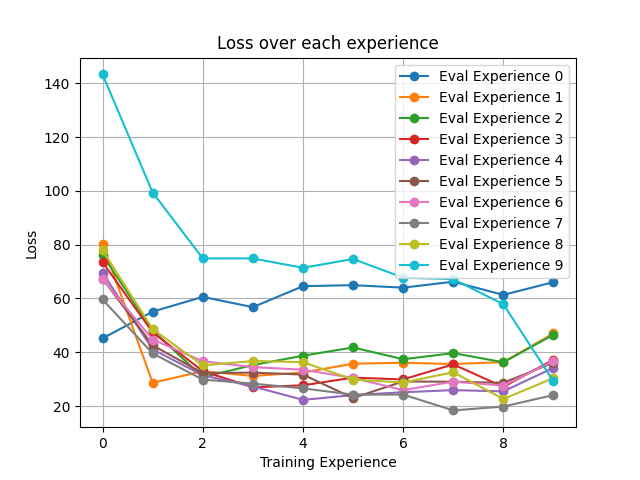 Loss over each experience
140
120
100
80
60
40
20
Loss
0
2
4
6
8
Training Experience
Eval Experience 0
Eval Experience 1
Eval Experience 2
Eval Experience 3
Eval Experience 4
Eval Experience 5
Eval Experience 6
Eval Experience 7
Eval Experience 8
Eval Experience 9